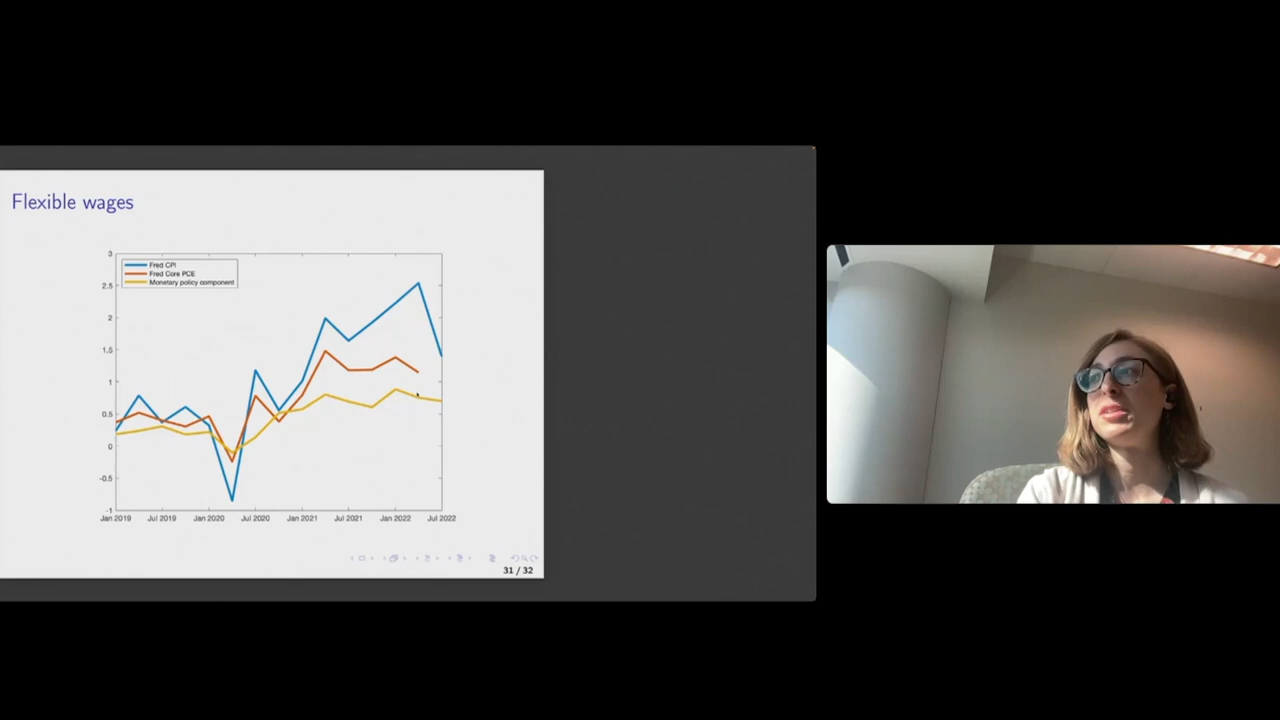 Flexible wages
Fred CPI
Fred Core PCE
Monetary policy component
3
2.5
2
1.5
1
0.5
0
-0.5
-1
Jan 2019 Jul 2019 Jan 2020 Jul 2020 Jan 2021 Jul 2021 Jan 2022 Jul 2022
31 / 32